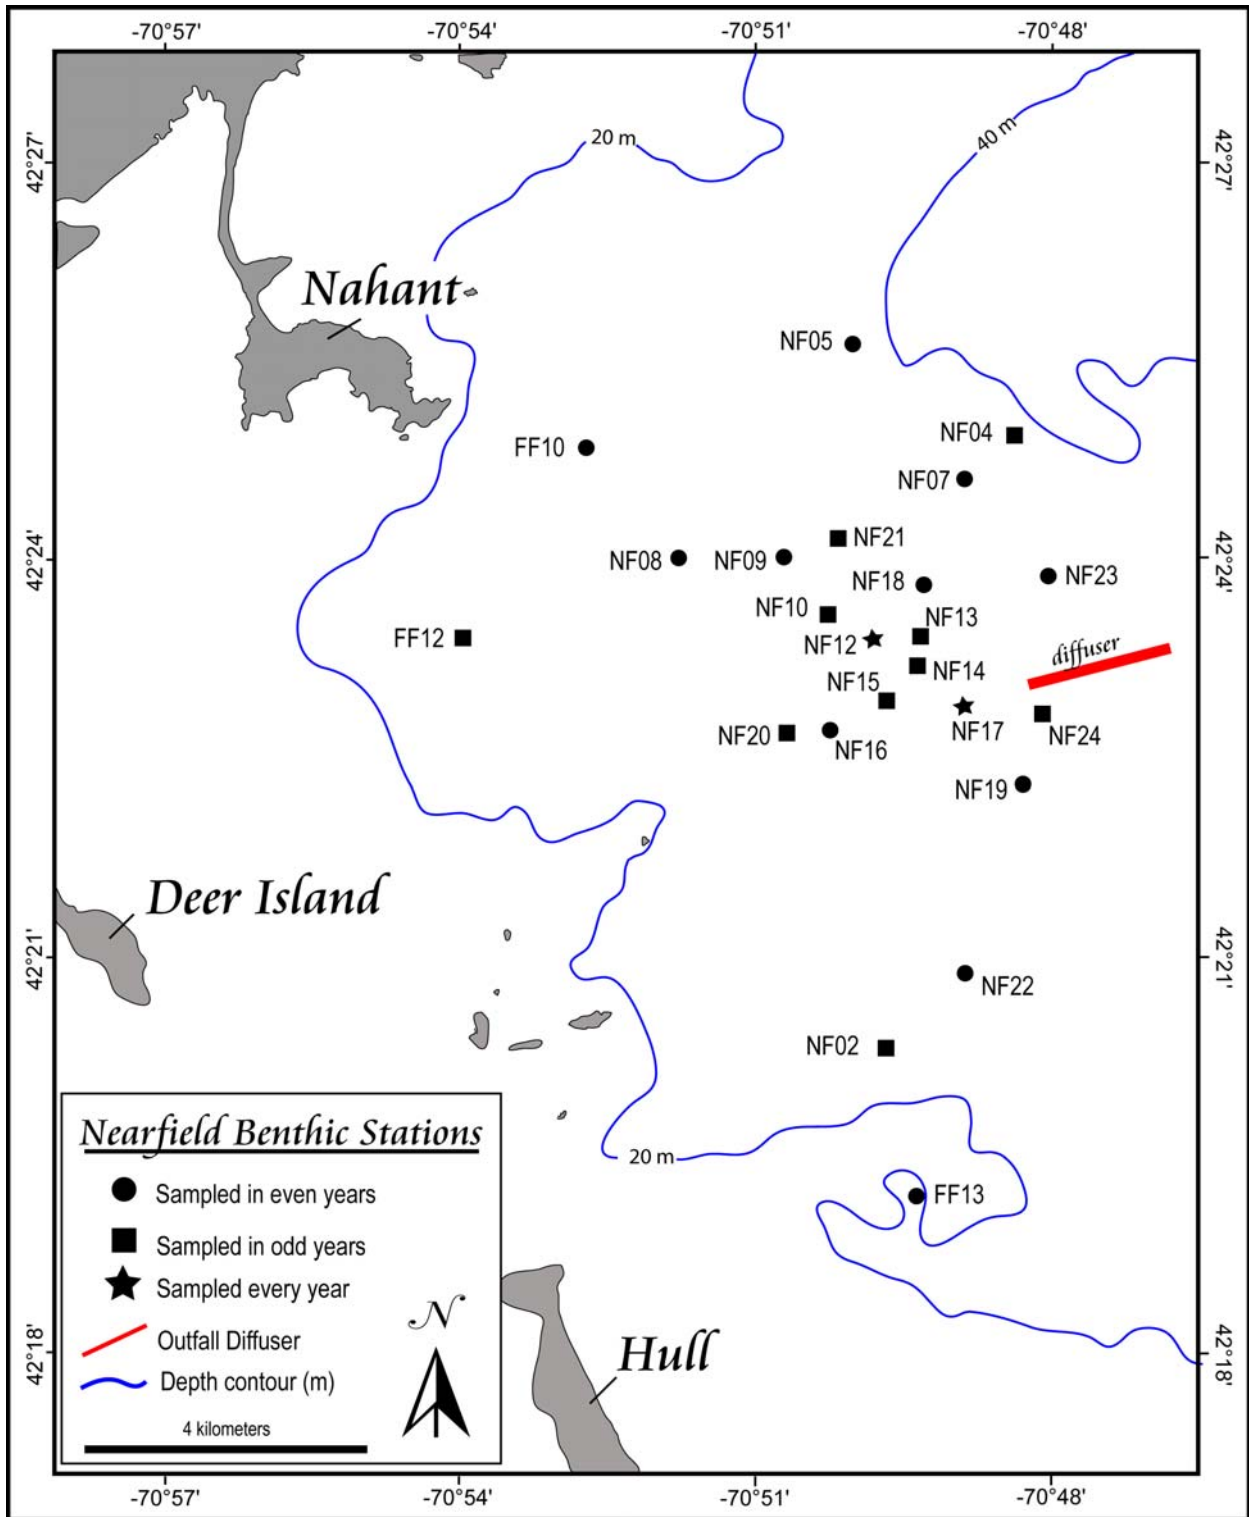 -70°57'
-70°54'
-70°51'
-70°48'
42°27'
42°27'
20 m
40 m
Nahant
NF05
NF04
FF10
NF07
NF21
42°24'
42°24'
NF08
NF09
NF18
NF23
NF10
NF13
FF12
NF12
diffuser
NF14
NF15
NF17
NF24
NF20
NF16
NF19
Deer Island
42°21'
42°21'
NF22
NF02
20 m
FF13
Nearfield Benthic Stations
Sampled in even years
Sampled in odd years
Sampled every year
N
Outfall Diffuser
Depth contour (m)
4 kilometers
Hull
42°18'
42°18'
-70°57'
-70°54'
-70°51'
-70°48'